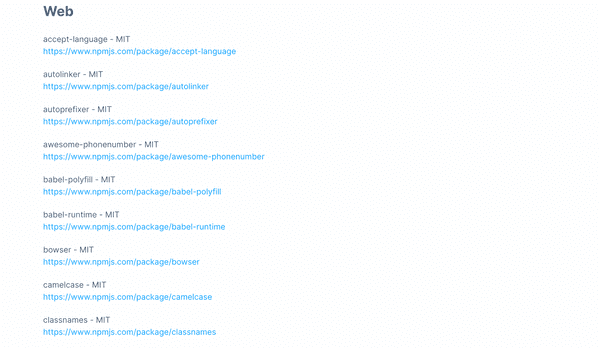 Web
accept-language - MIT
https://www.npmjs.com/package/accept-language
autolinker - MIT
https://www.npmjs.com/package/autolinker
autoprefixer - MIT
https://www.npmjs.com/package/autoprefixer
awesome-phonenumber - MIT
https://www.npmjs.com/package/awesome-phonenumber
babel-polyfill - MIT
https://www.npmjs.com/package/babel-polyfill
babel-runtime - MIT
https://www.npmjs.com/package/babel-runtime
bowser - MIT
https://www.npmjs.com/package/bowser
camelcase - MIT
https://www.npmjs.com/package/camelcase
classnames - MIT
https://www.npmjs.com/package/classnames